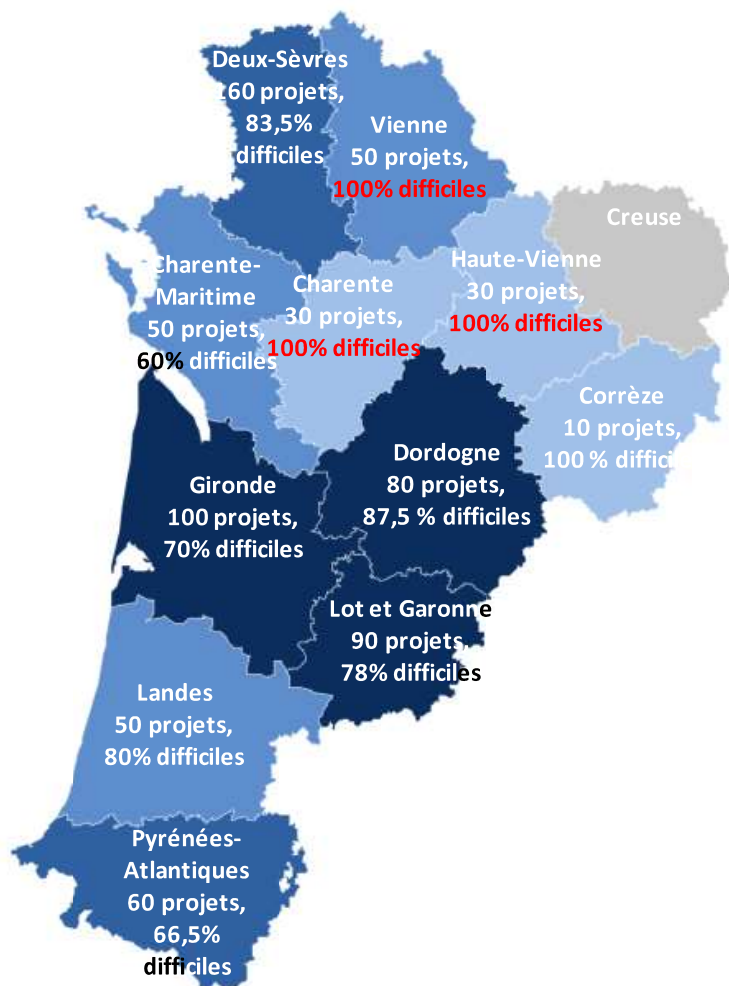 Deux-Sèvres
160 projets,
83,5%
difficiles
Vienne
50 projets,
100% difficiles
Creuse
Charente-
Maritime
50 projets,
60% difficiles
Charente
30 projets,
100% difficiles
Haute-Vienne
30 projets,
100% difficiles
Corrèze
10 projets,
100 % diffici
Dordogne
80 projets,
87,5 % difficiles
Gironde
100 projets,
70% difficiles
Lot et Garonne
90 projets,
78% difficiles
Landes
50 projets,
80% difficiles
Pyrénées-
Atlantiques
60 projets,
66,5%
difficiles